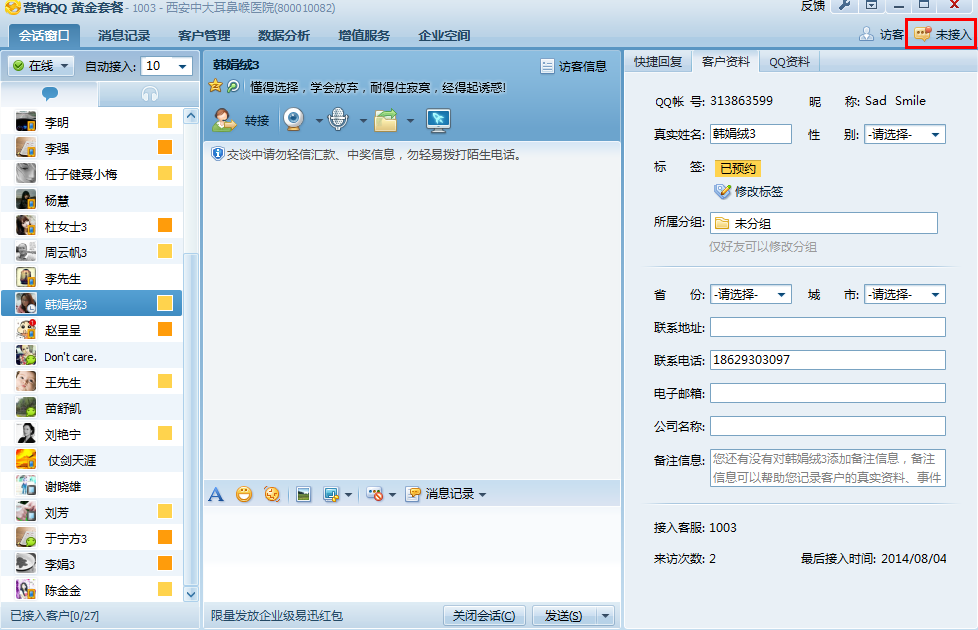 营销QQ 黄金套餐 - 1003 - 西安中大耳鼻喉医院(800010082)
反馈
会话窗口 消息记录 客户管理 数据分析 增值服务 企业空间
访客 未接入
在线 自动接入: 10
李明
李强
任子健聂小梅
杨慧
杜女士3
周云帆3
李先生
韩娟绒3
赵呈呈
Don't care.
王先生
苗舒凯
刘艳宁
仗剑天涯
谢晓雄
刘芳
于宁方3
李娟3
陈金金
已接入客户[0/27]
韩娟绒3
访客信息
懂得选择，学会放弃，耐得住寂寞，经得起诱惑!
转接
交谈中请勿轻信汇款、中奖信息，勿轻易拨打陌生电话。
A 消息记录
限量发放企业级易迅红包 关闭会话(C) 发送(S)
快捷回复 客户资料 QQ资料
QQ帐 号: 313863599 昵 称: Sad Smile
真实姓名: 韩娟绒3 性 别: -请选择-
标 签: 已预约
修改标签
所属分组: 未分组
仅好友可以修改分组
省 份: -请选择- 城 市: -请选择-
联系地址:
联系电话: 18629303097
电子邮箱:
公司名称:
备注信息: 您还有没有对韩娟绒3添加备注信息，备注
信息可以帮助您记录客户的真实资料、事件
接入客服: 1003
来访次数: 2 最后接入时间: 2014/08/04